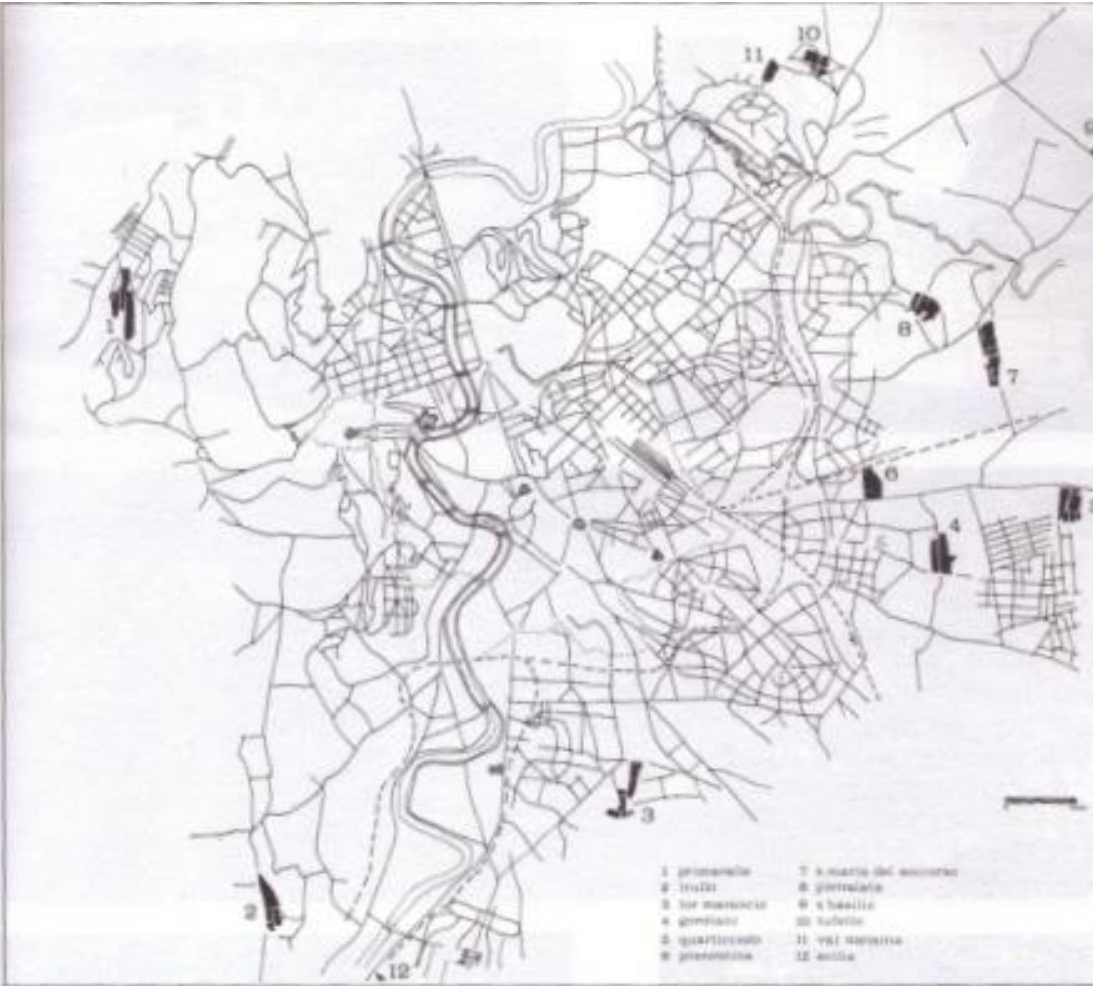 10
11
9
1
8
7
6
5
4
3
2
12
1 primavalle
2 trullo
3 tor marancio
4 gordiani
5 quarticciolo
6 prenestina
7 s.maria del soccorso
8 pietralata
9 s.basilio
10 tufello
11 val melaina
12 acilia